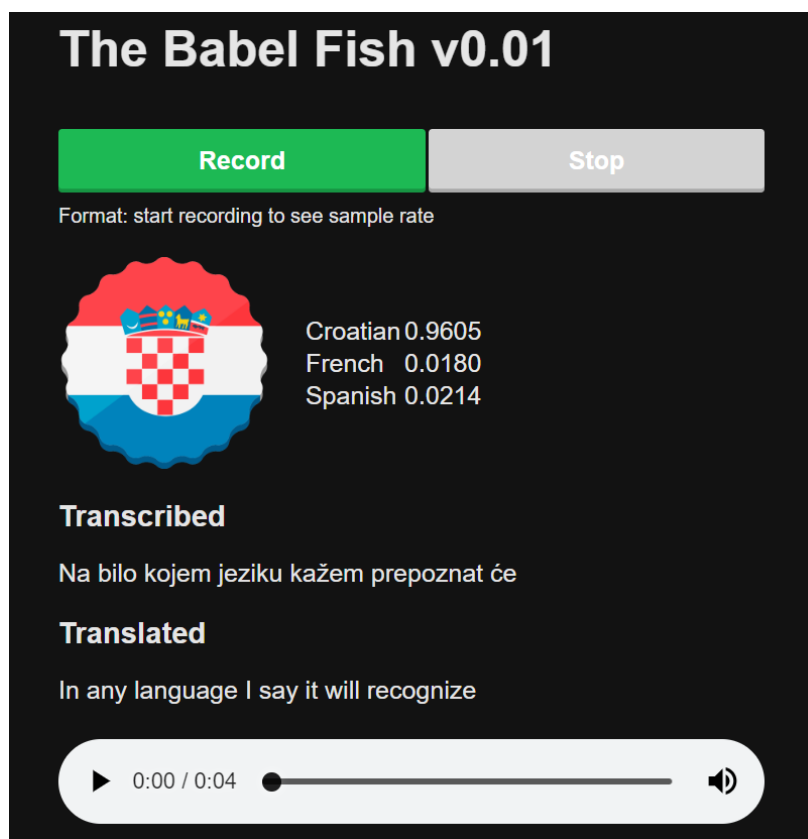 The Babel Fish v0.01
Record
Stop
Format: start recording to see sample rate
Croatian 0.9605
French 0.0180
Spanish 0.0214
Transcribed
Na bilo kojem jeziku kažem prepoznat će
Translated
In any language I say it will recognize
0:00 / 0:04